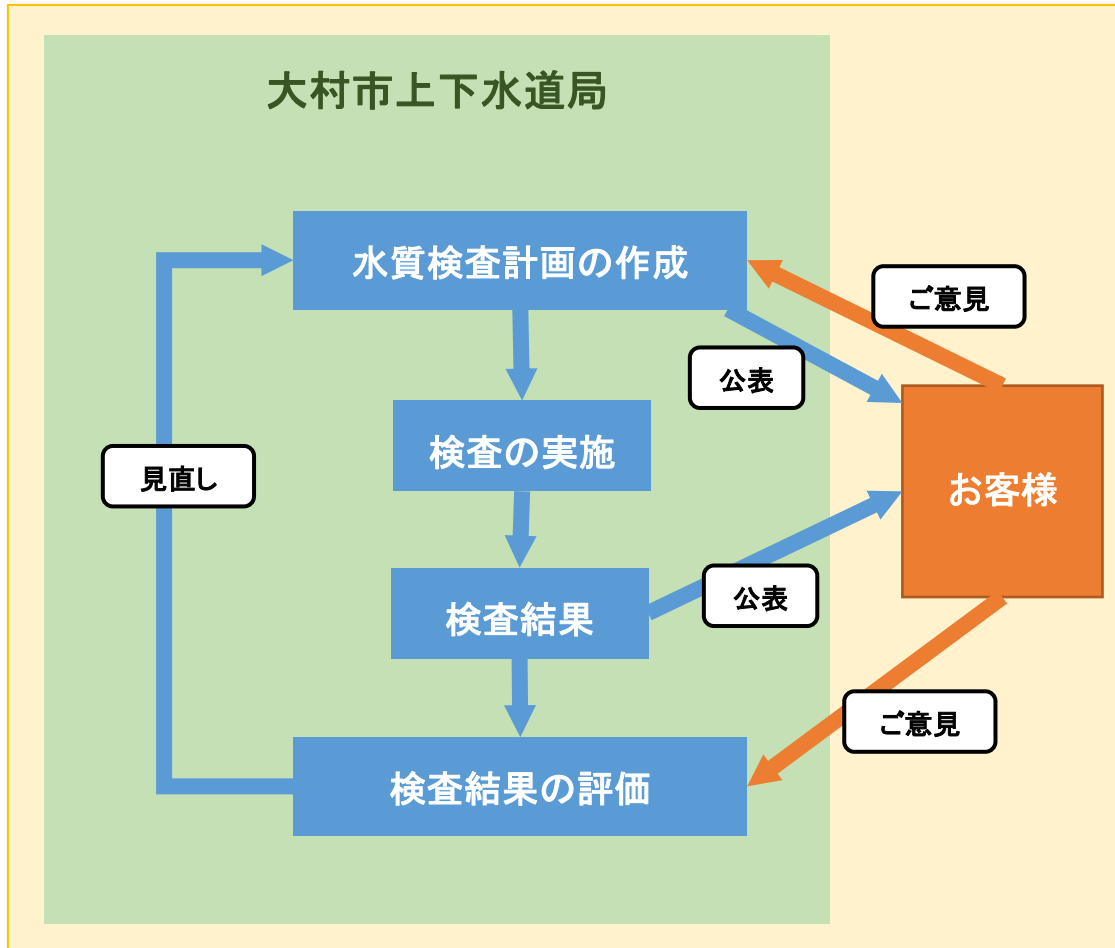 大村市上下水道局
水質検査計画の作成
ご意見
公表
検査の実施
見直し
お客様
検査結果
公表
ご意見
検査結果の評価